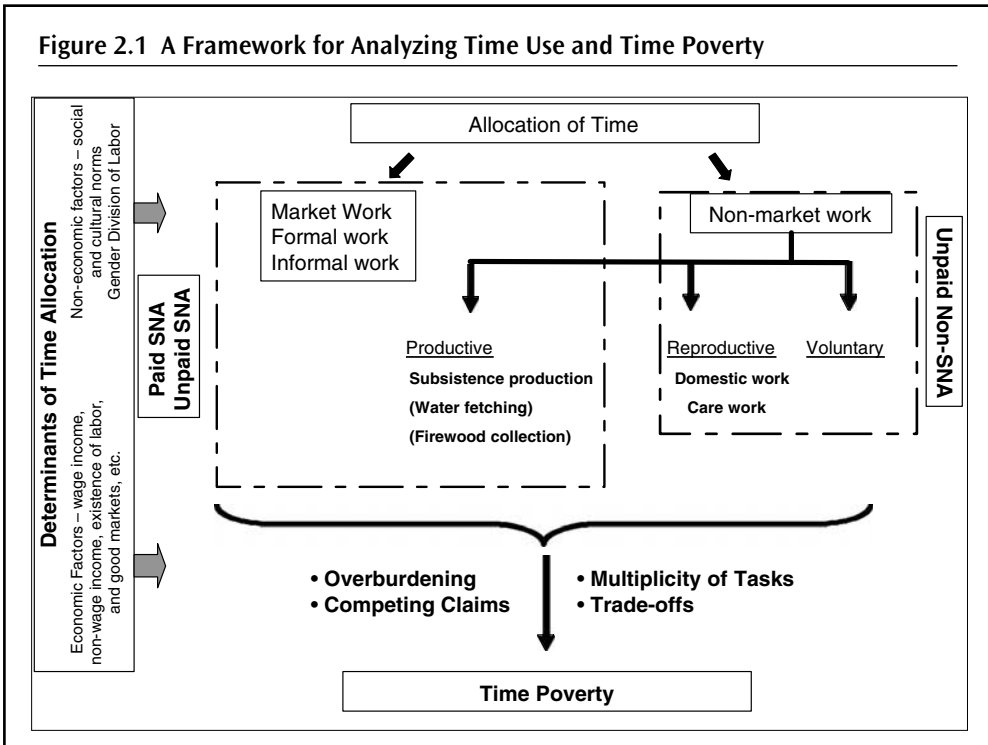 Figure 2.1 A Framework for Analyzing Time Use and Time Poverty
Determinants of Time Allocation
Non-economic factors – social
and cultural norms
Gender Division of Labor
Economic Factors – wage income,
non-wage income, existence of labor,
and good markets, etc.
Allocation of Time
Paid SNA
Unpaid SNA
Market Work
Formal work
Informal work
Non-market work
Unpaid Non-SNA
Productive
Subsistence production
(Water fetching)
(Firewood collection)
Reproductive
Domestic work
Care work
Voluntary
• Overburdening
• Competing Claims
• Multiplicity of Tasks
• Trade-offs
Time Poverty